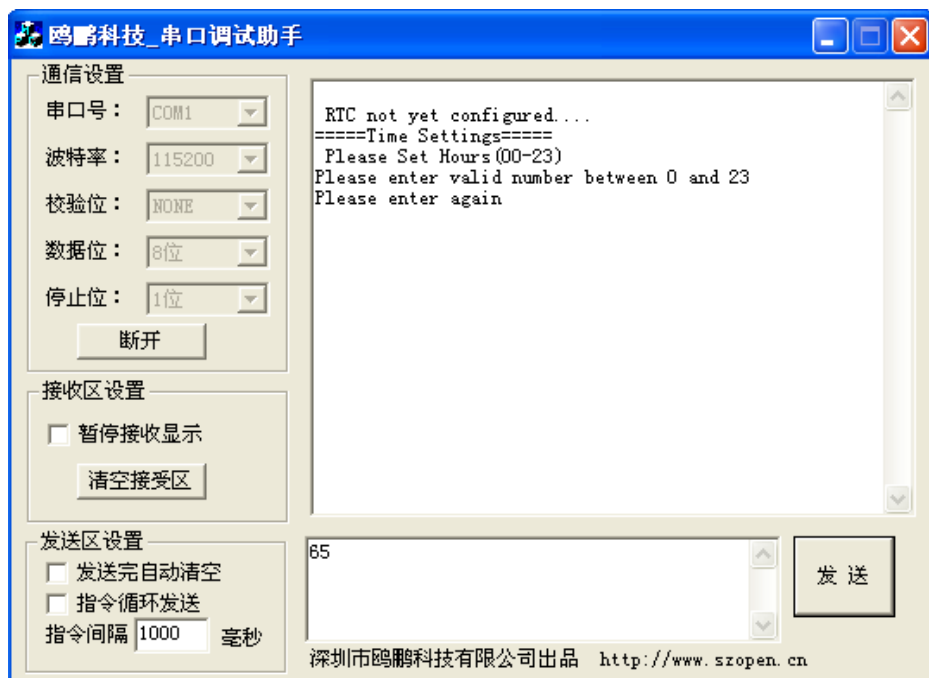 鸥鹏科技_串口调试助手
通信设置
串口号： COM1
波特率： 115200
校验位： NONE
数据位： 8位
停止位： 1位
断开
接收区设置
暂停接收显示
清空接受区
发送区设置
发送完自动清空
指令循环发送
指令间隔 1000 毫秒
RTC not yet configured....
=====Time Settings=====
Please Set Hours(00-23)
Please enter valid number between 0 and 23
Please enter again
65
发 送
深圳市鸥鹏科技有限公司出品 http://www.szopen.cn